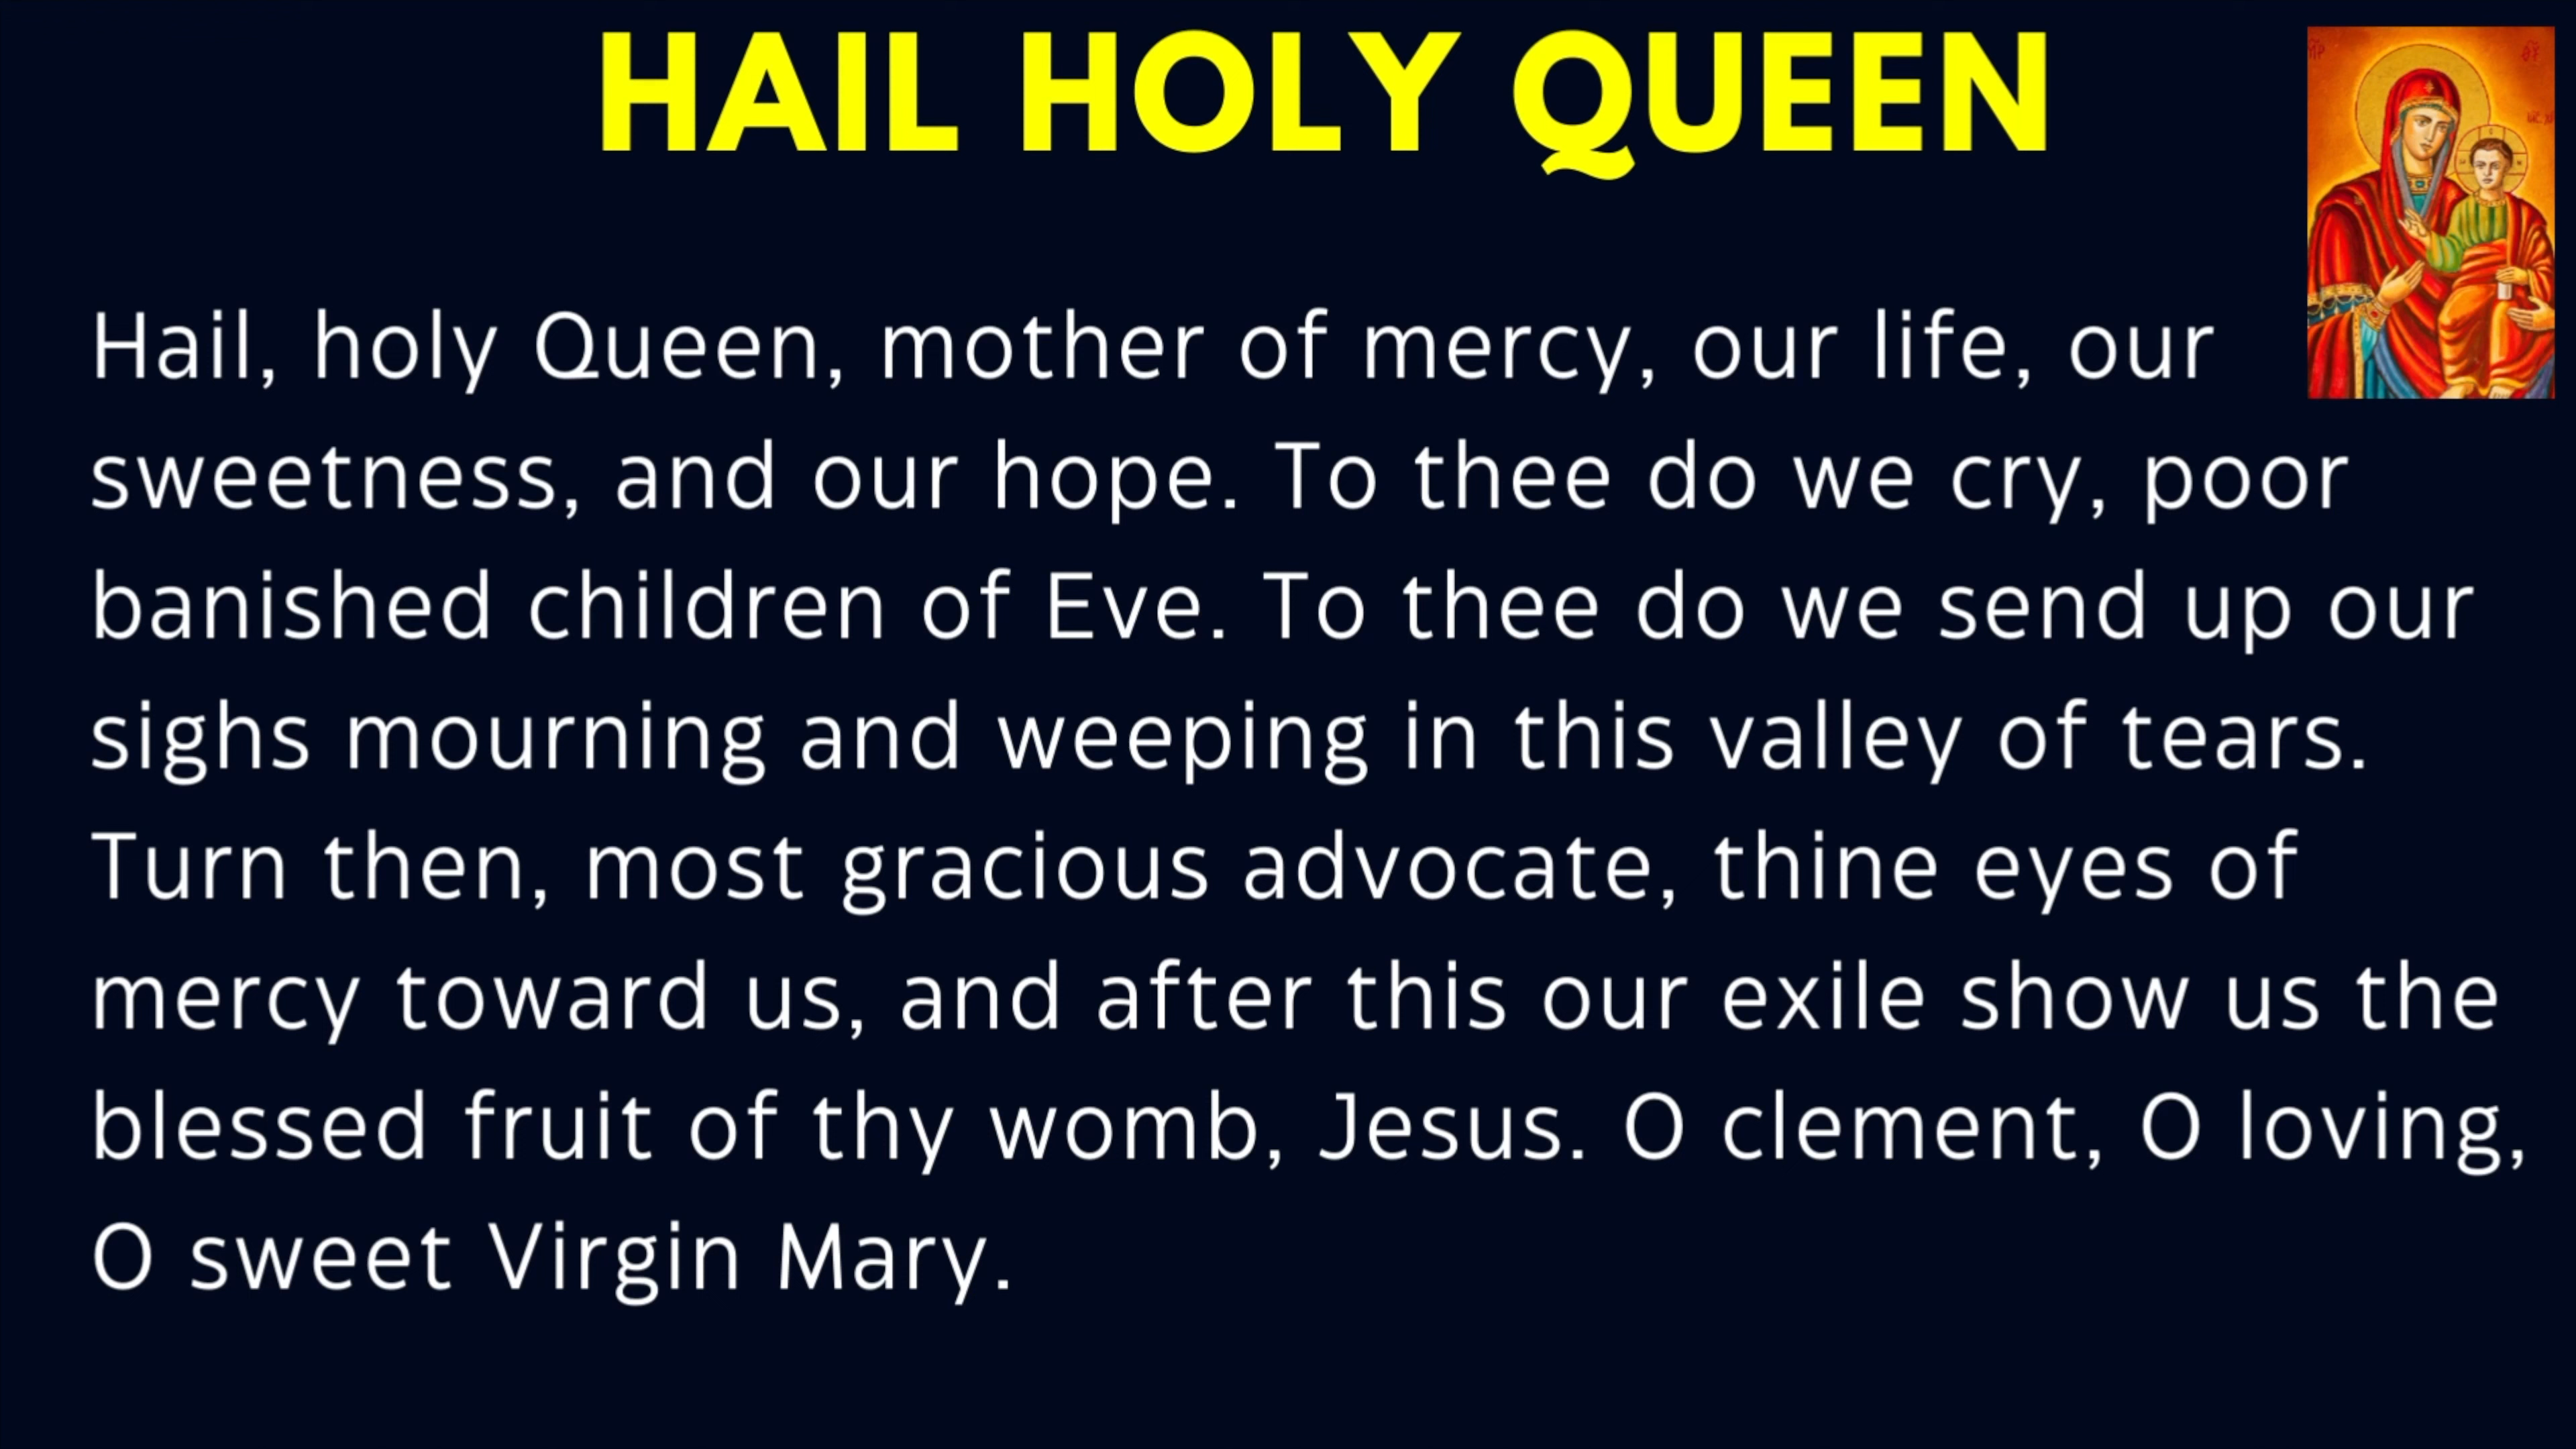 HAIL HOLY QUEEN
Hail, holy Queen, mother of mercy, our life, our
sweetness, and our hope. To thee do we cry, poor
banished children of Eve. To thee do we send up our
sighs mourning and weeping in this valley of tears.
Turn then, most gracious advocate, thine eyes of
mercy toward us, and after this our exile show us the
blessed fruit of thy womb, Jesus. O clement, O loving,
O sweet Virgin Mary.